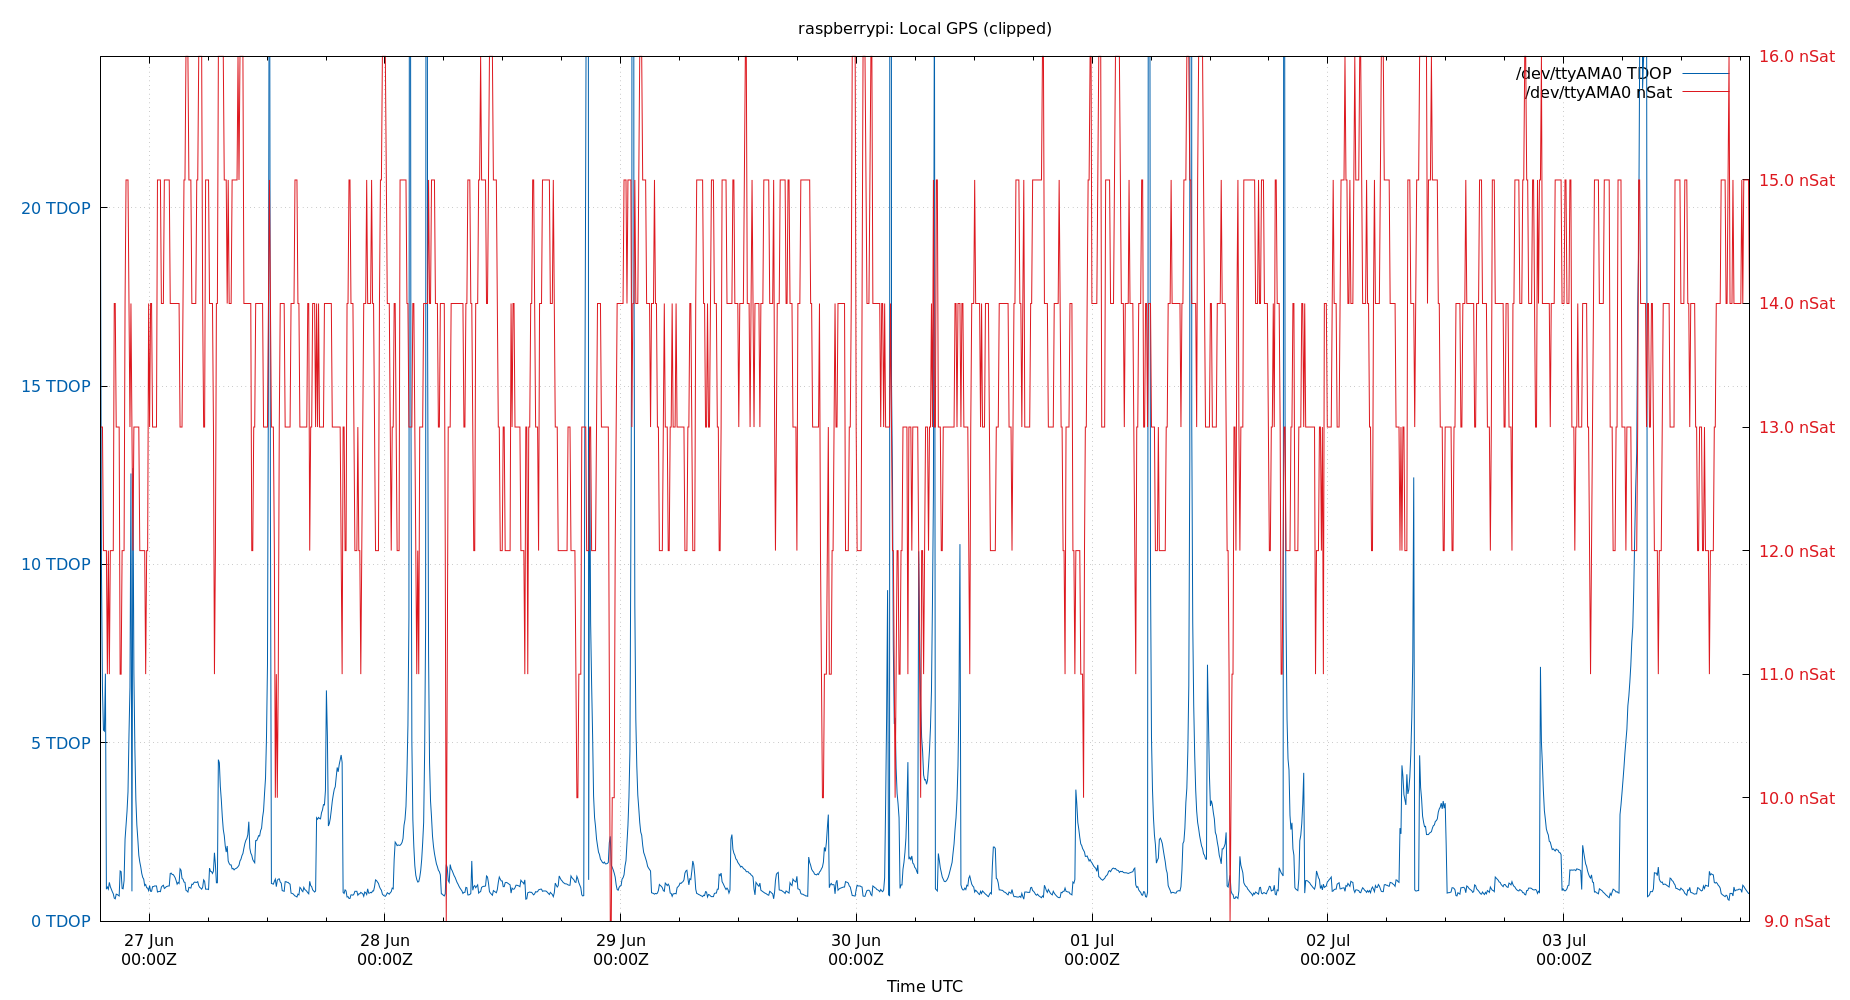 raspberrypi: Local GPS (clipped)
/dev/ttyAMA0 TDOP
/dev/ttyAMA0 nSat
20 TDOP
15 TDOP
10 TDOP
5 TDOP
0 TDOP
16.0 nSat
15.0 nSat
14.0 nSat
13.0 nSat
12.0 nSat
11.0 nSat
10.0 nSat
9.0 nSat
27 Jun
00:00Z
28 Jun
00:00Z
29 Jun
00:00Z
30 Jun
00:00Z
01 Jul
00:00Z
02 Jul
00:00Z
03 Jul
00:00Z
Time UTC